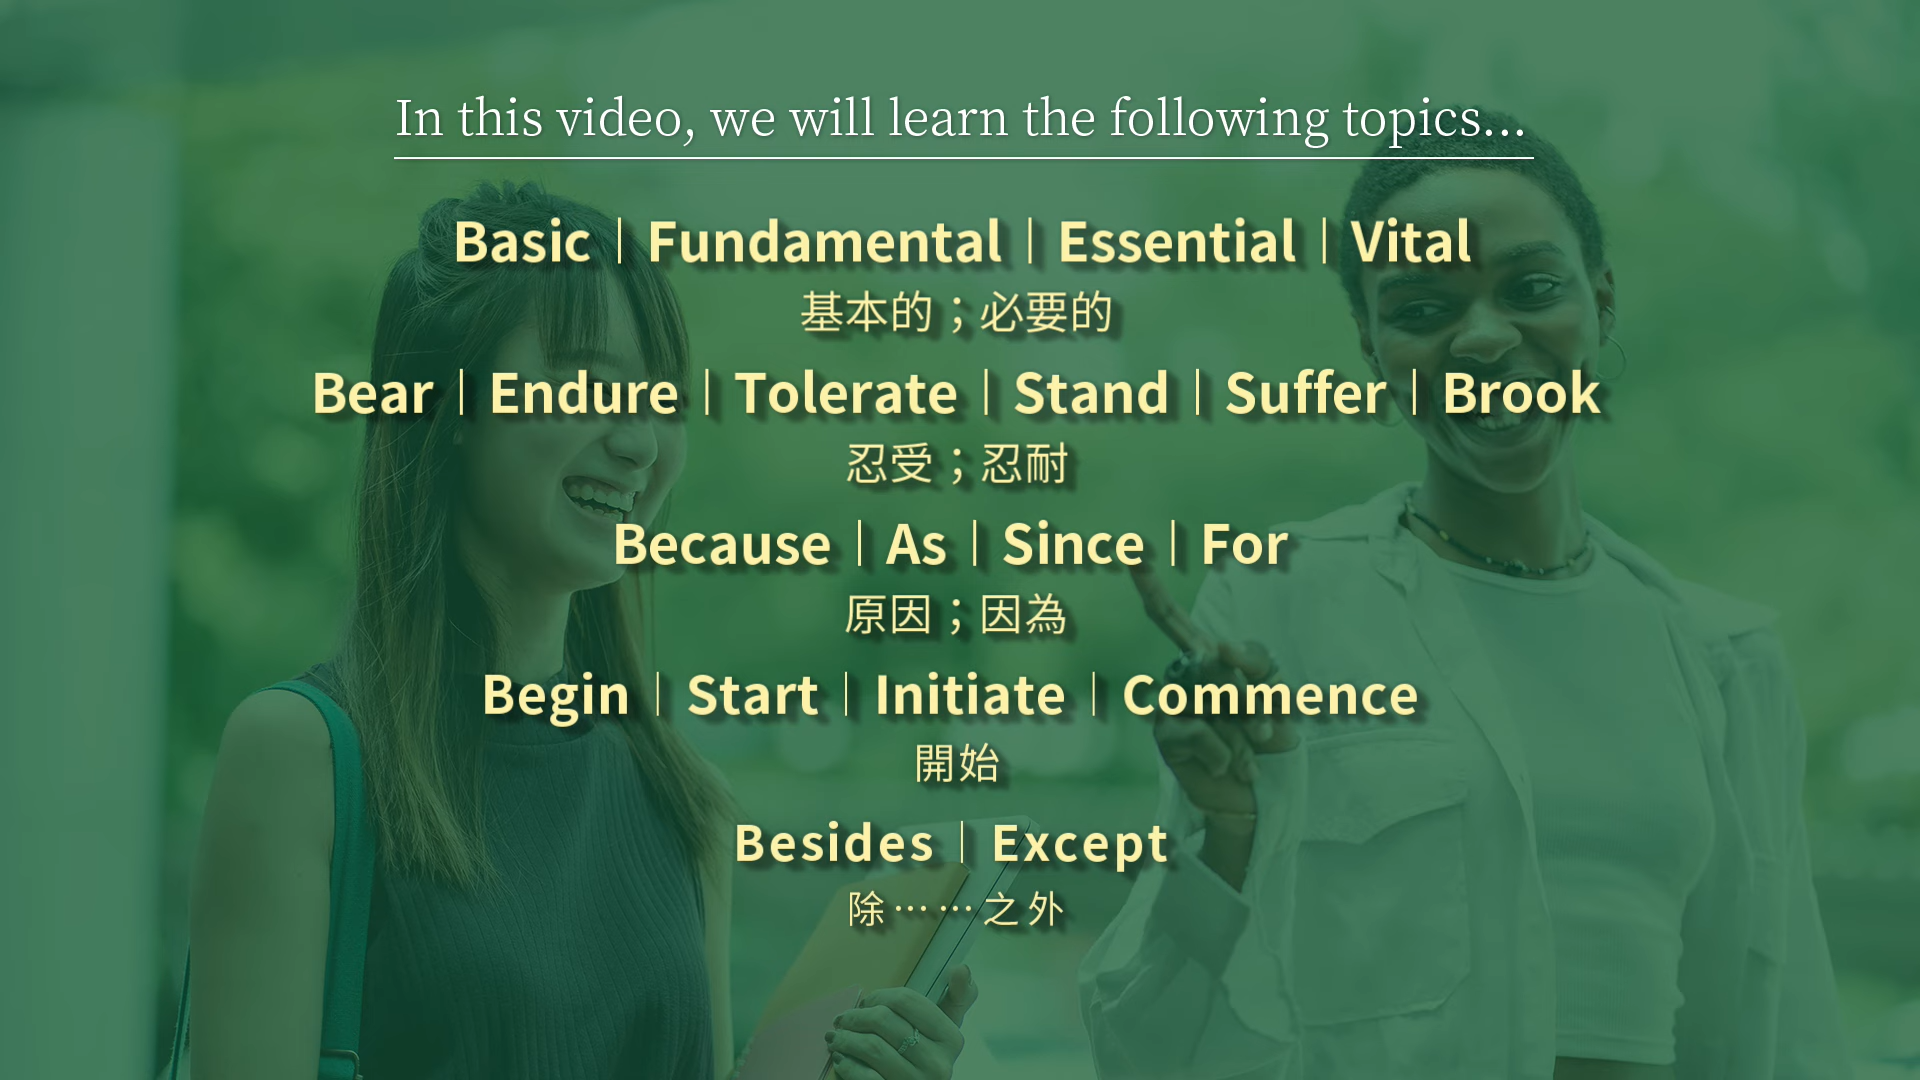 In this video, we will learn the following topics...
Basic | Fundamental | Essential | Vital
基本的；必要的
Bear | Endure | Tolerate | Stand | Suffer | Brook
忍受；忍耐
Because | As | Since | For
原因；因為
Begin | Start | Initiate | Commence
開始
Besides | Except
除……之外